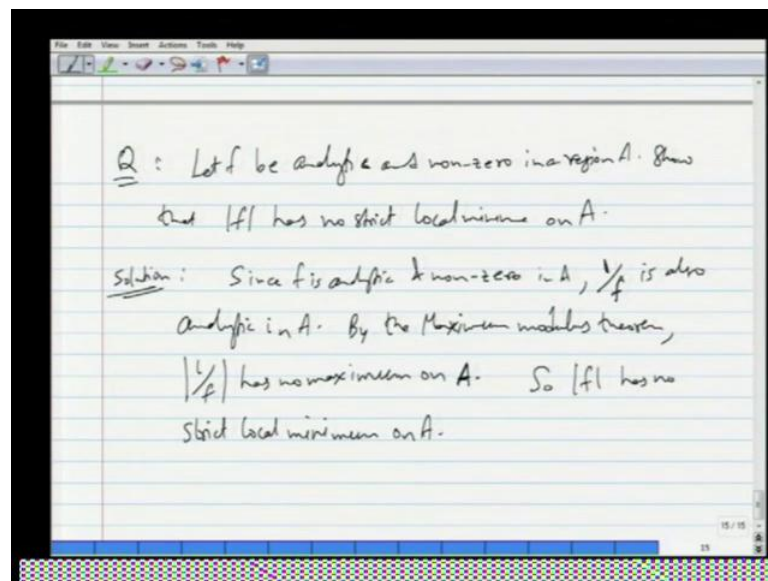 File Edit View Insert Actions Tools Help
Q : Let f be analytic and non-zero in a region A. Show
that |f| has no strict local minima on A.
Solution : Since f is analytic & non-zero in A, 1/f is also
analytic in A. By the Maximum modulus theorem,
|1/f| has no maximum on A. So |f| has no
strict local minimum on A.
15 / 15
15